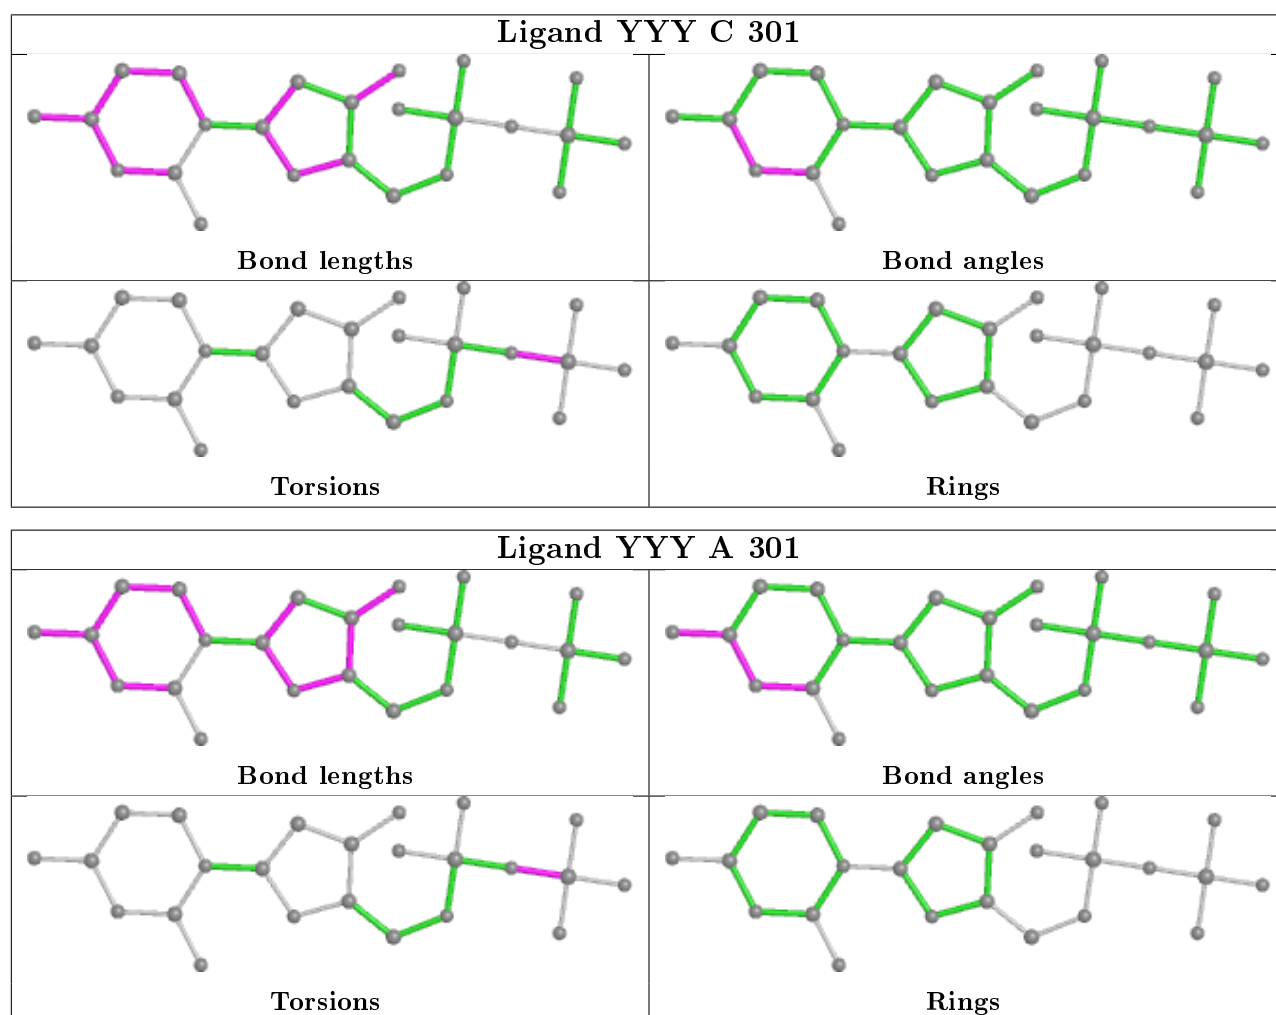 Ligand YYY C 301
Bond lengths
Bond angles
Torsions
Rings
Ligand YYY A 301
Bond lengths
Bond angles
Torsions
Rings